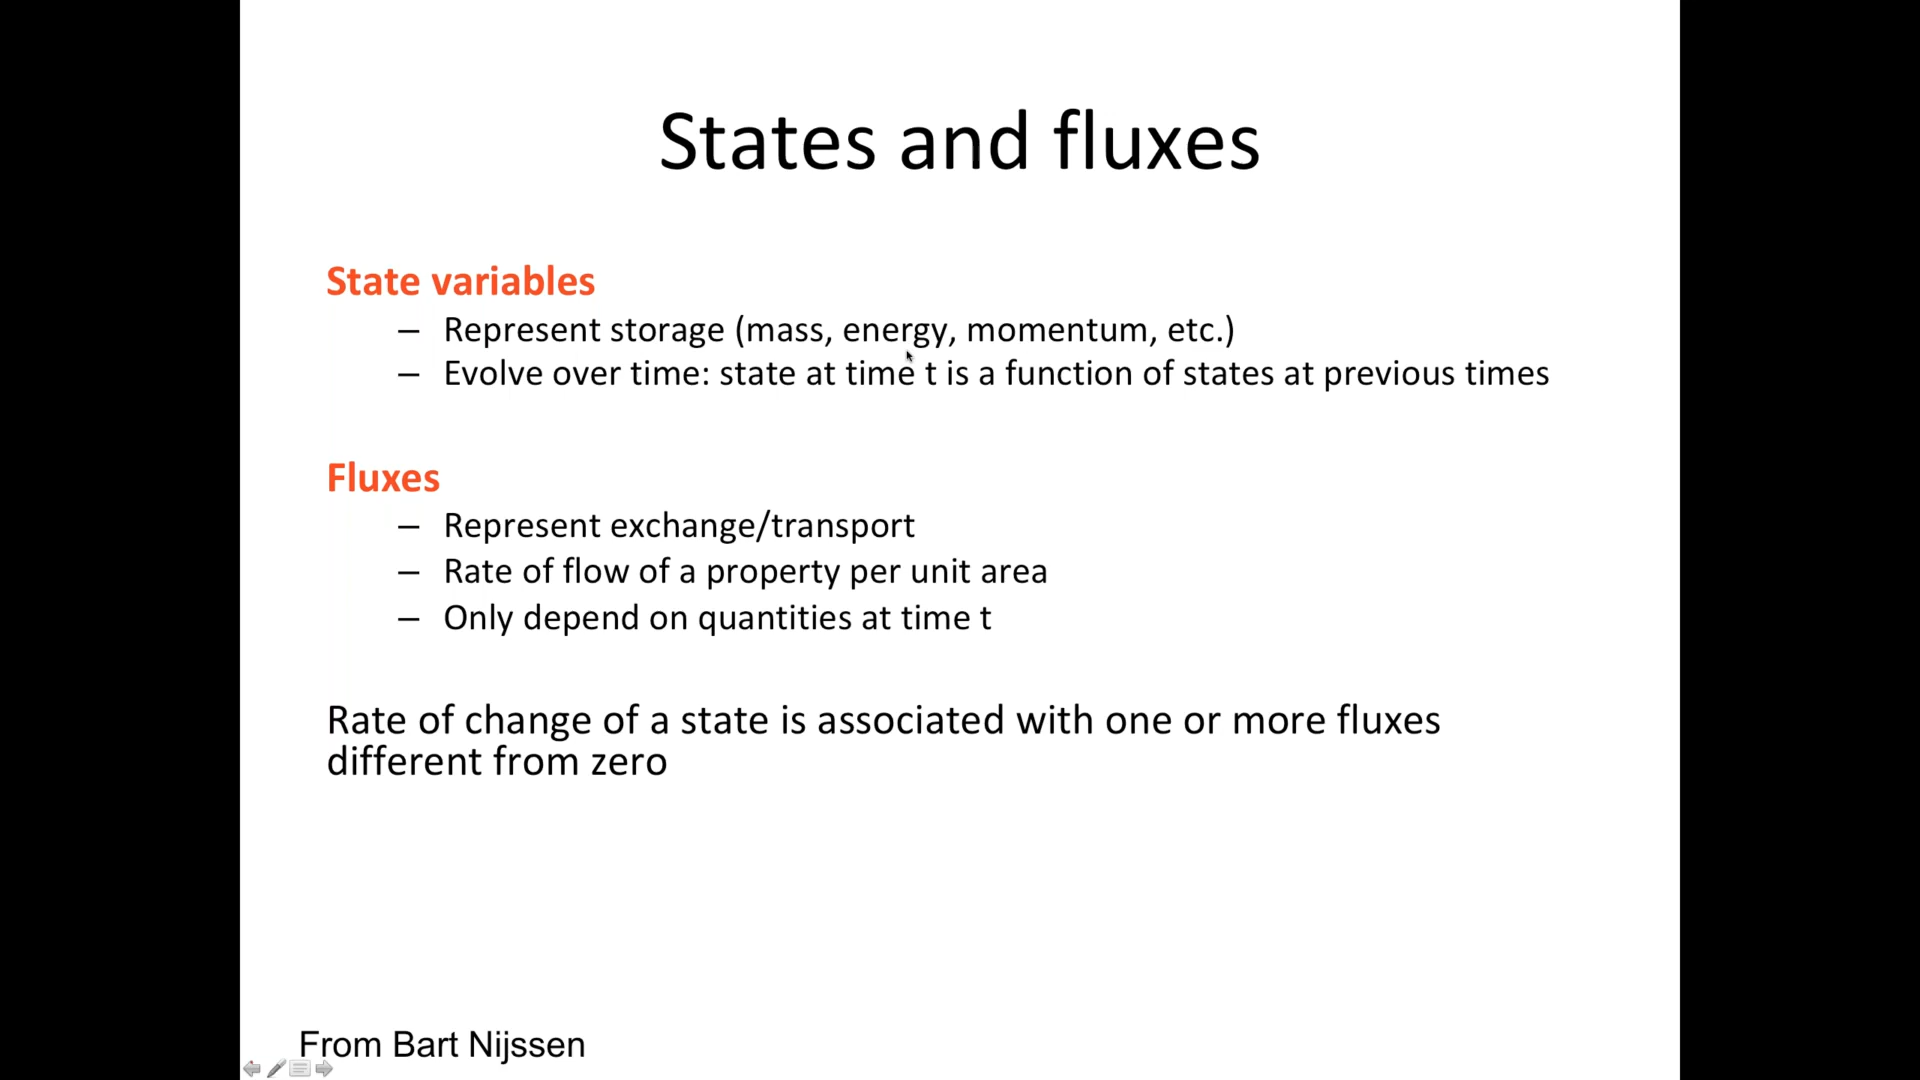 States and fluxes
State variables
– Represent storage (mass, energy, momentum, etc.)
– Evolve over time: state at time t is a function of states at previous times
Fluxes
– Represent exchange/transport
– Rate of flow of a property per unit area
– Only depend on quantities at time t
Rate of change of a state is associated with one or more fluxes
different from zero
From Bart Nijssen